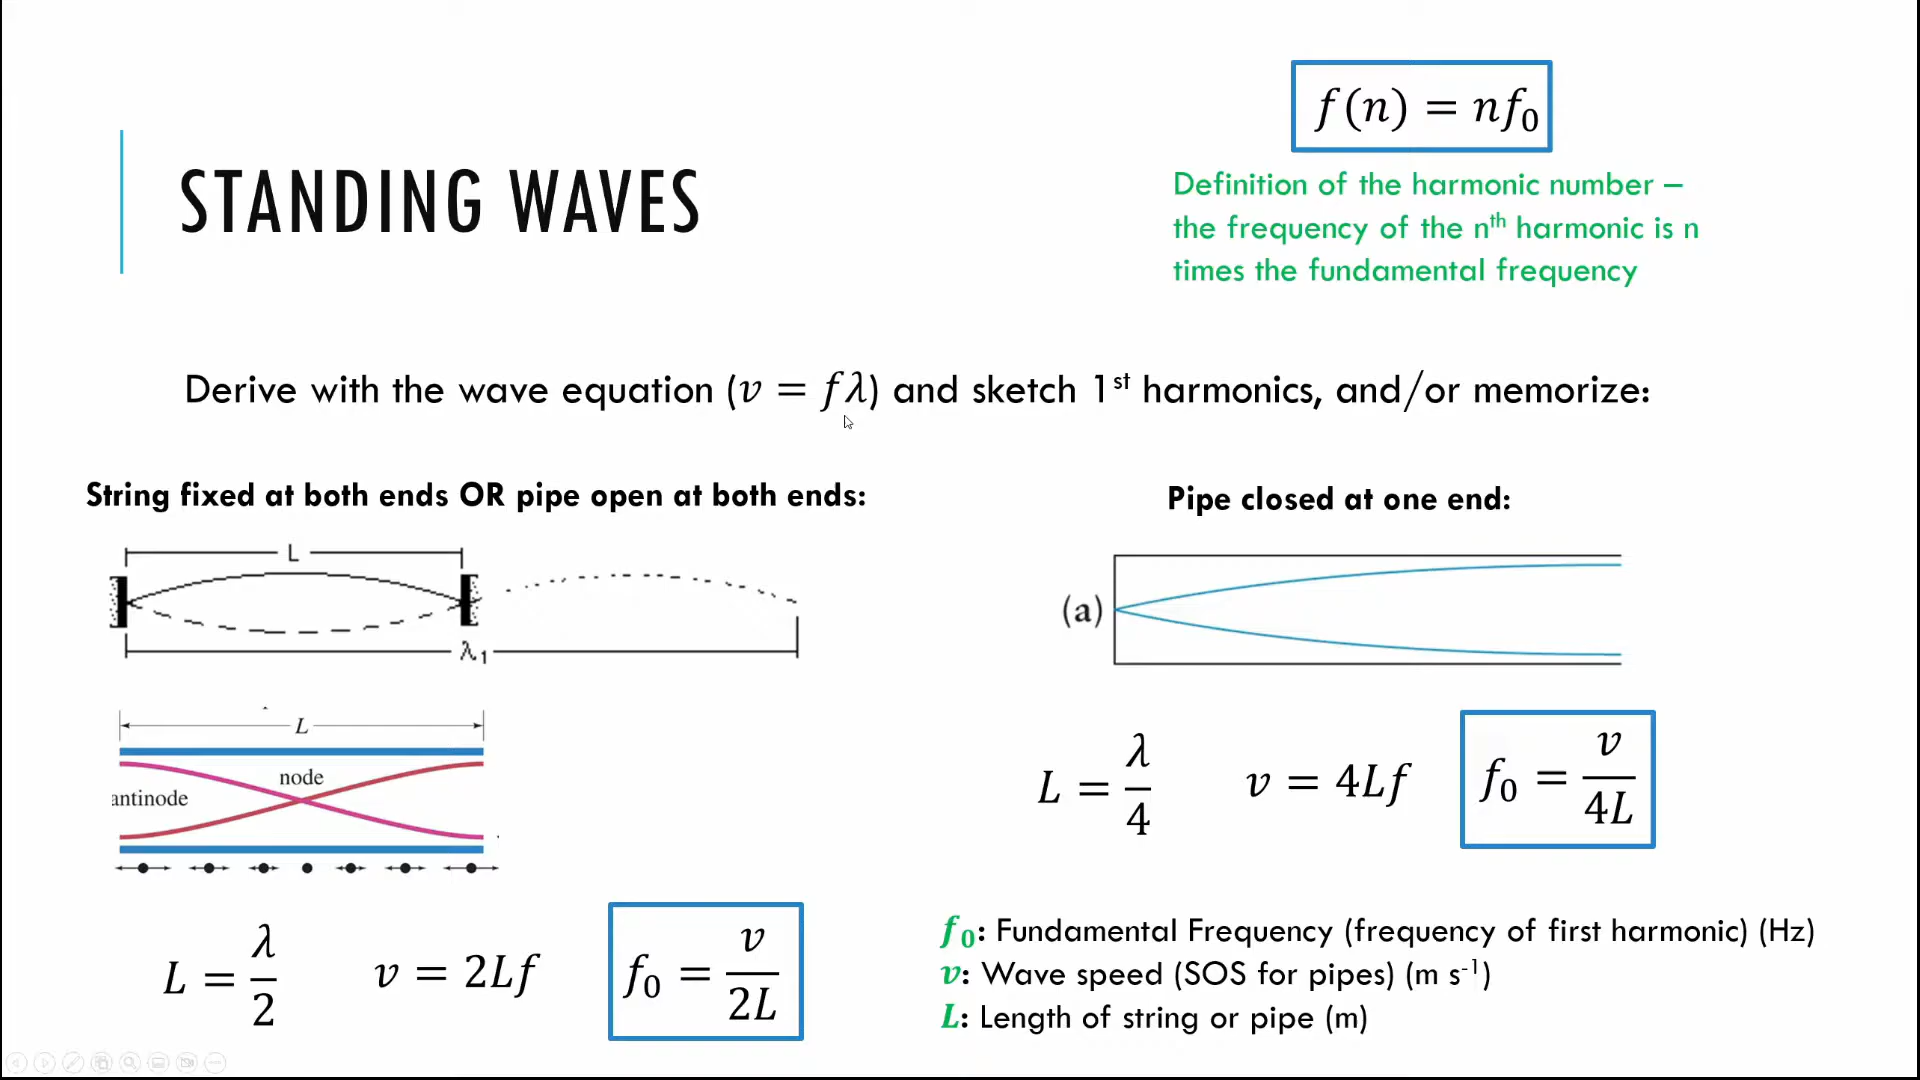 f(n) = nf₀
Definition of the harmonic number –
the frequency of the nᵗʰ harmonic is n
times the fundamental frequency
STANDING WAVES
Derive with the wave equation (v = fλ) and sketch 1ˢᵗ harmonics, and/or memorize:
String fixed at both ends OR pipe open at both ends:
L
λ₁
L
node
antinode
L = λ/2
v = 2Lf
f₀ = v/2L
Pipe closed at one end:
(a)
L = λ/4
v = 4Lf
f₀ = v/4L
f₀: Fundamental Frequency (frequency of first harmonic) (Hz)
v: Wave speed (SOS for pipes) (m s⁻¹)
L: Length of string or pipe (m)